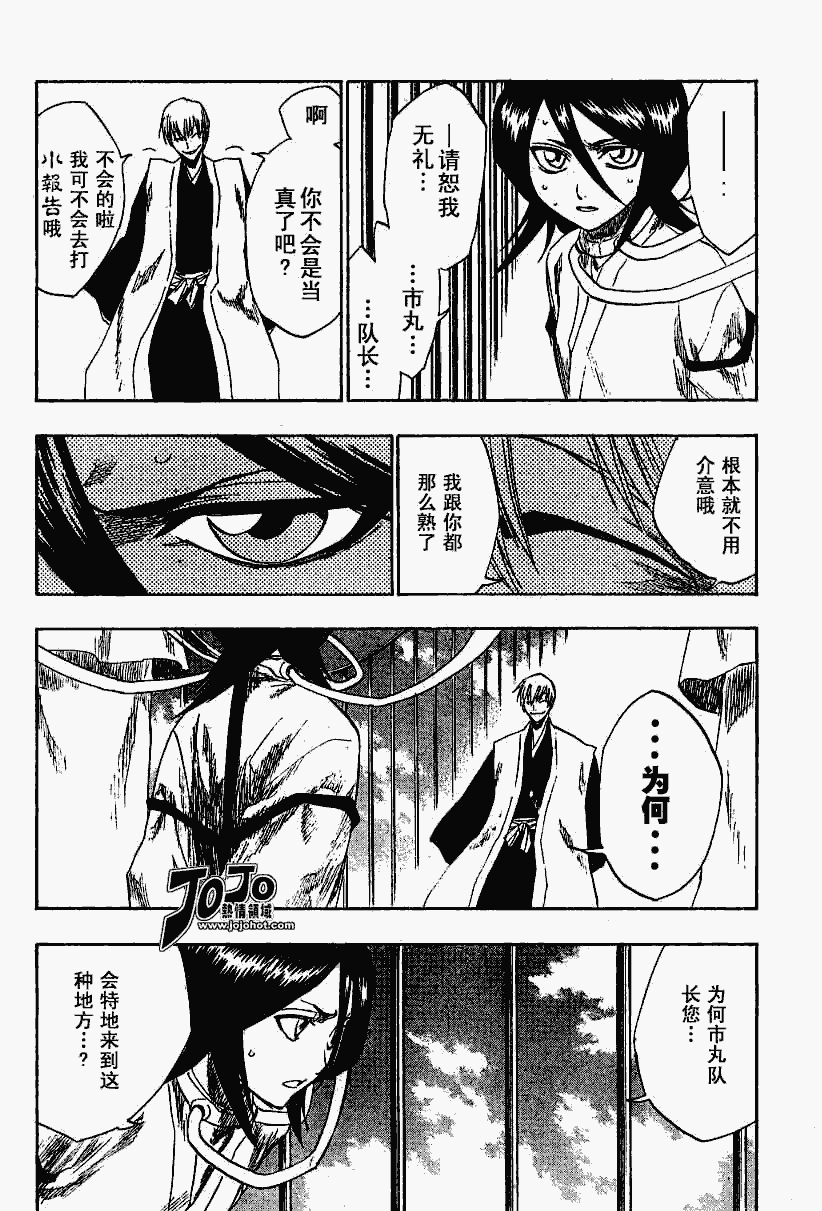 ——…
—请恕我
无礼…
…市丸…
…队长…
啊
你不会是当
真了吧？
不会的啦
我可不会去打
小報告哦
根本就不用
介意哦
我跟你都
那么熟了
…为何…
JOJO
熱情領域
www.jojohot.com
为何市丸队
长您…
会特地来到这
种地方…？